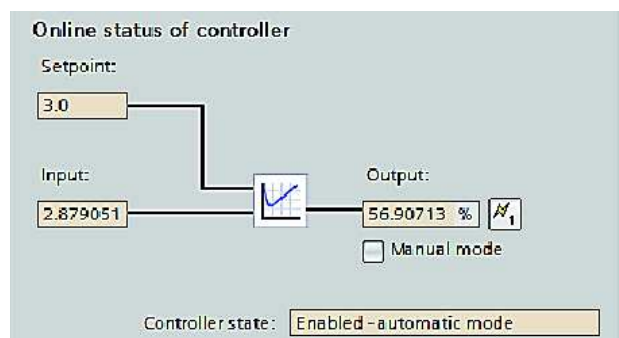 Online status of controller
Setpoint:
3.0
Input:
2.879051
Output:
56.90713 %
1
Manual mode
Controller state: Enabled - automatic mode